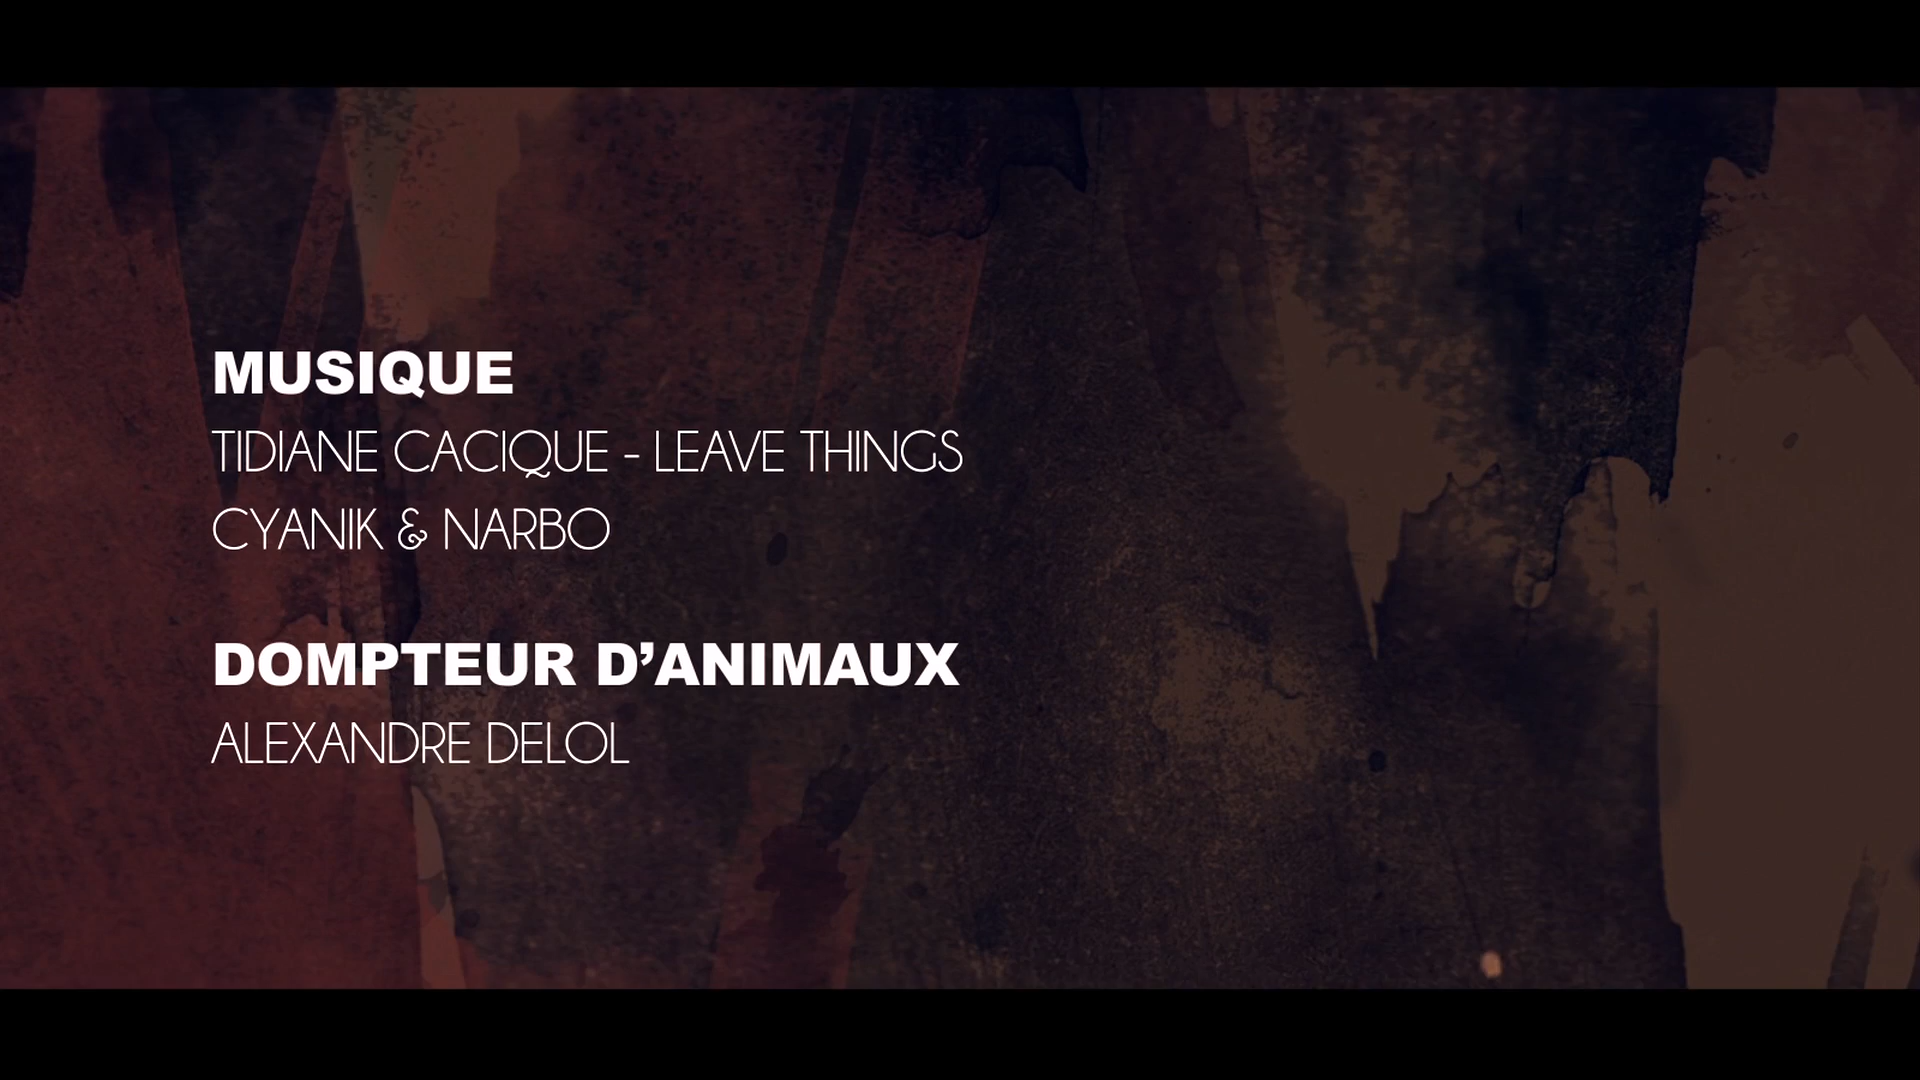 MUSIQUE
TIDIANE CACIQUE - LEAVE THINGS
CYANIK & NARBO
DOMPTEUR D’ANIMAUX
ALEXANDRE DELOL